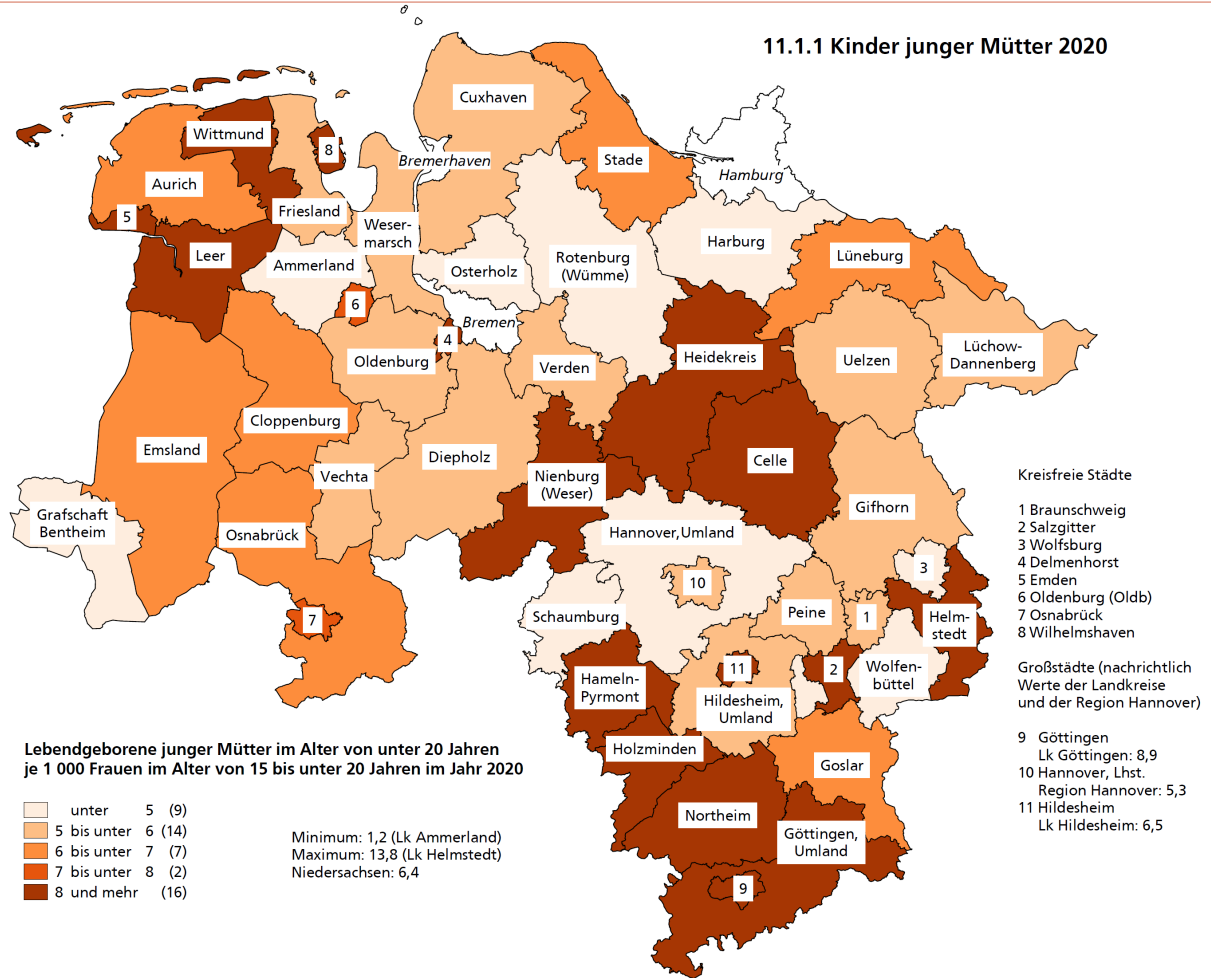 11.1.1 Kinder junger Mütter 2020
Cuxhaven
Wittmund
8
Bremerhaven
Stade
Hamburg
Aurich
5
Friesland
Weser-
marsch
Leer
Ammerland
Osterholz
Rotenburg
(Wümme)
Harburg
Lüneburg
6
Bremen
4
Oldenburg
Verden
Heidekreis
Uelzen
Lüchow-
Dannenberg
Cloppenburg
Emsland
Vechta
Diepholz
Nienburg
(Weser)
Celle
Gifhorn
Grafschaft
Bentheim
Osnabrück
Hannover,Umland
3
10
7
Schaumburg
Peine
1
Helm-
stedt
Hameln-
Pyrmont
11
2
Wolfen-
büttel
Hildesheim,
Umland
Holzminden
Goslar
Northeim
Göttingen,
Umland
9
Kreisfreie Städte
1 Braunschweig
2 Salzgitter
3 Wolfsburg
4 Delmenhorst
5 Emden
6 Oldenburg (Oldb)
7 Osnabrück
8 Wilhelmshaven
Großstädte (nachrichtlich
Werte der Landkreise
und der Region Hannover)
9 Göttingen
Lk Göttingen: 8,9
10 Hannover, Lhst.
Region Hannover: 5,3
11 Hildesheim
Lk Hildesheim: 6,5
Lebendgeborene junger Mütter im Alter von unter 20 Jahren
je 1 000 Frauen im Alter von 15 bis unter 20 Jahren im Jahr 2020
unter 5 (9)
5 bis unter 6 (14)
6 bis unter 7 (7)
7 bis unter 8 (2)
8 und mehr (16)
Minimum: 1,2 (Lk Ammerland)
Maximum: 13,8 (Lk Helmstedt)
Niedersachsen: 6,4